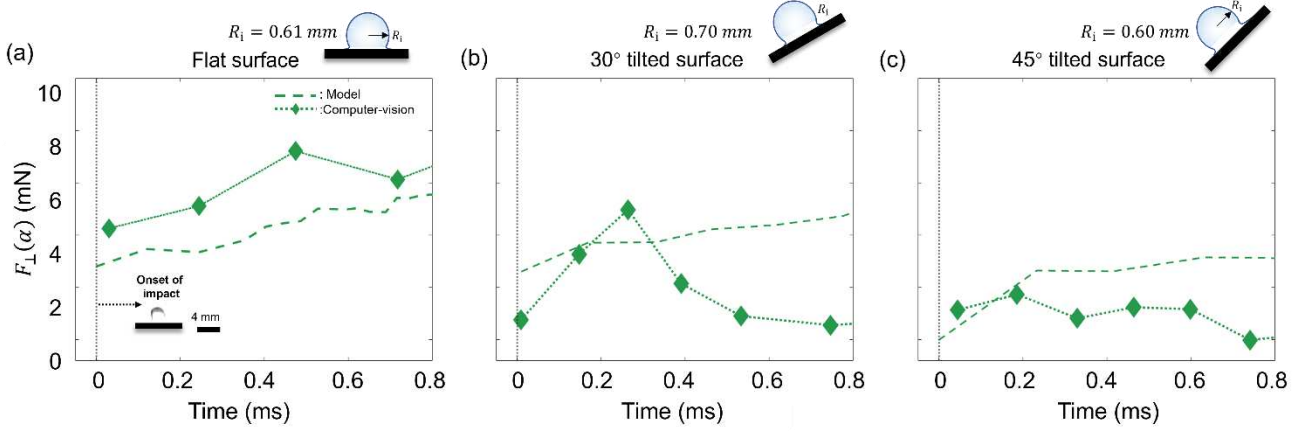 (a)
R_i = 0.61 mm
R_i
Flat surface
: Model
:Computer-vision
Onset of
impact
4 mm
F⊥(α) (mN)
10
8
6
4
2
0
0 0.2 0.4 0.6 0.8
Time (ms)
(b)
R_i = 0.70 mm
R_i
30° tilted surface
0 0.2 0.4 0.6 0.8
Time (ms)
(c)
R_i = 0.60 mm
R_i
45° tilted surface
0 0.2 0.4 0.6 0.8
Time (ms)